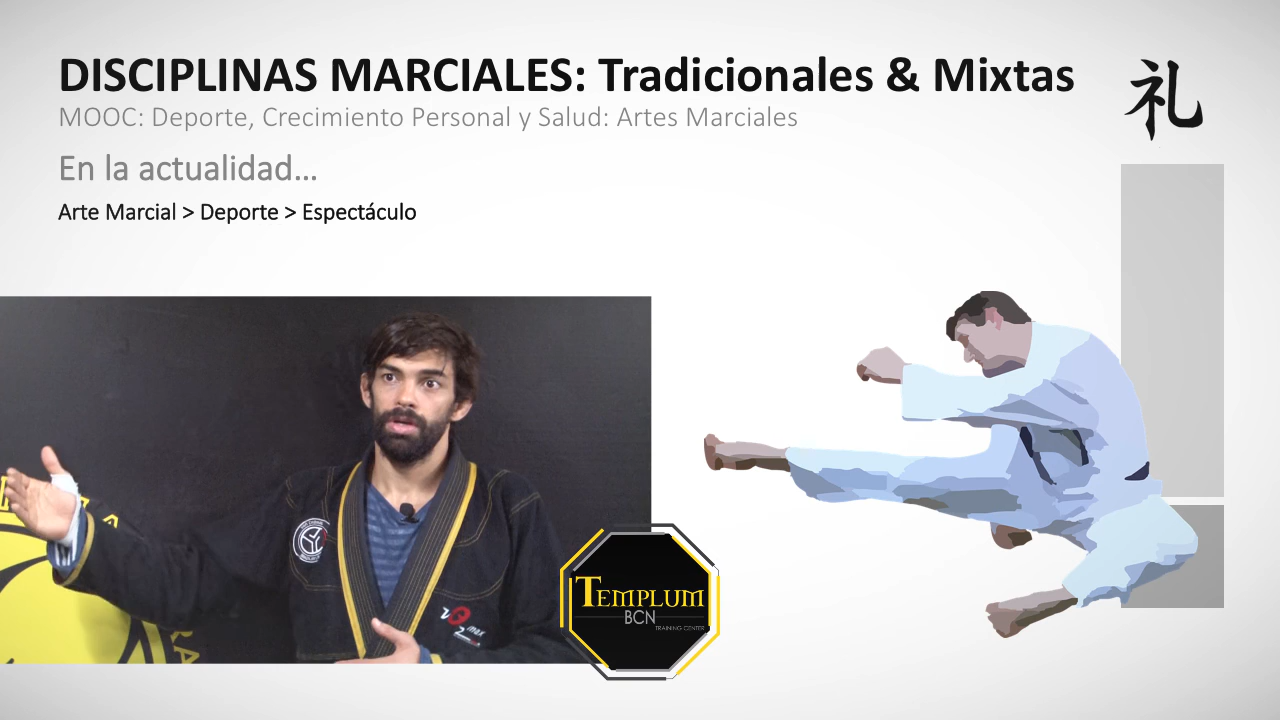 DISCIPLINAS MARCIALES: Tradicionales & Mixtas
礼
MOOC: Deporte, Crecimiento Personal y Salud: Artes Marciales
En la actualidad...
Arte Marcial > Deporte > Espectáculo
TEMPLUM
BCN
TRAINING CENTER